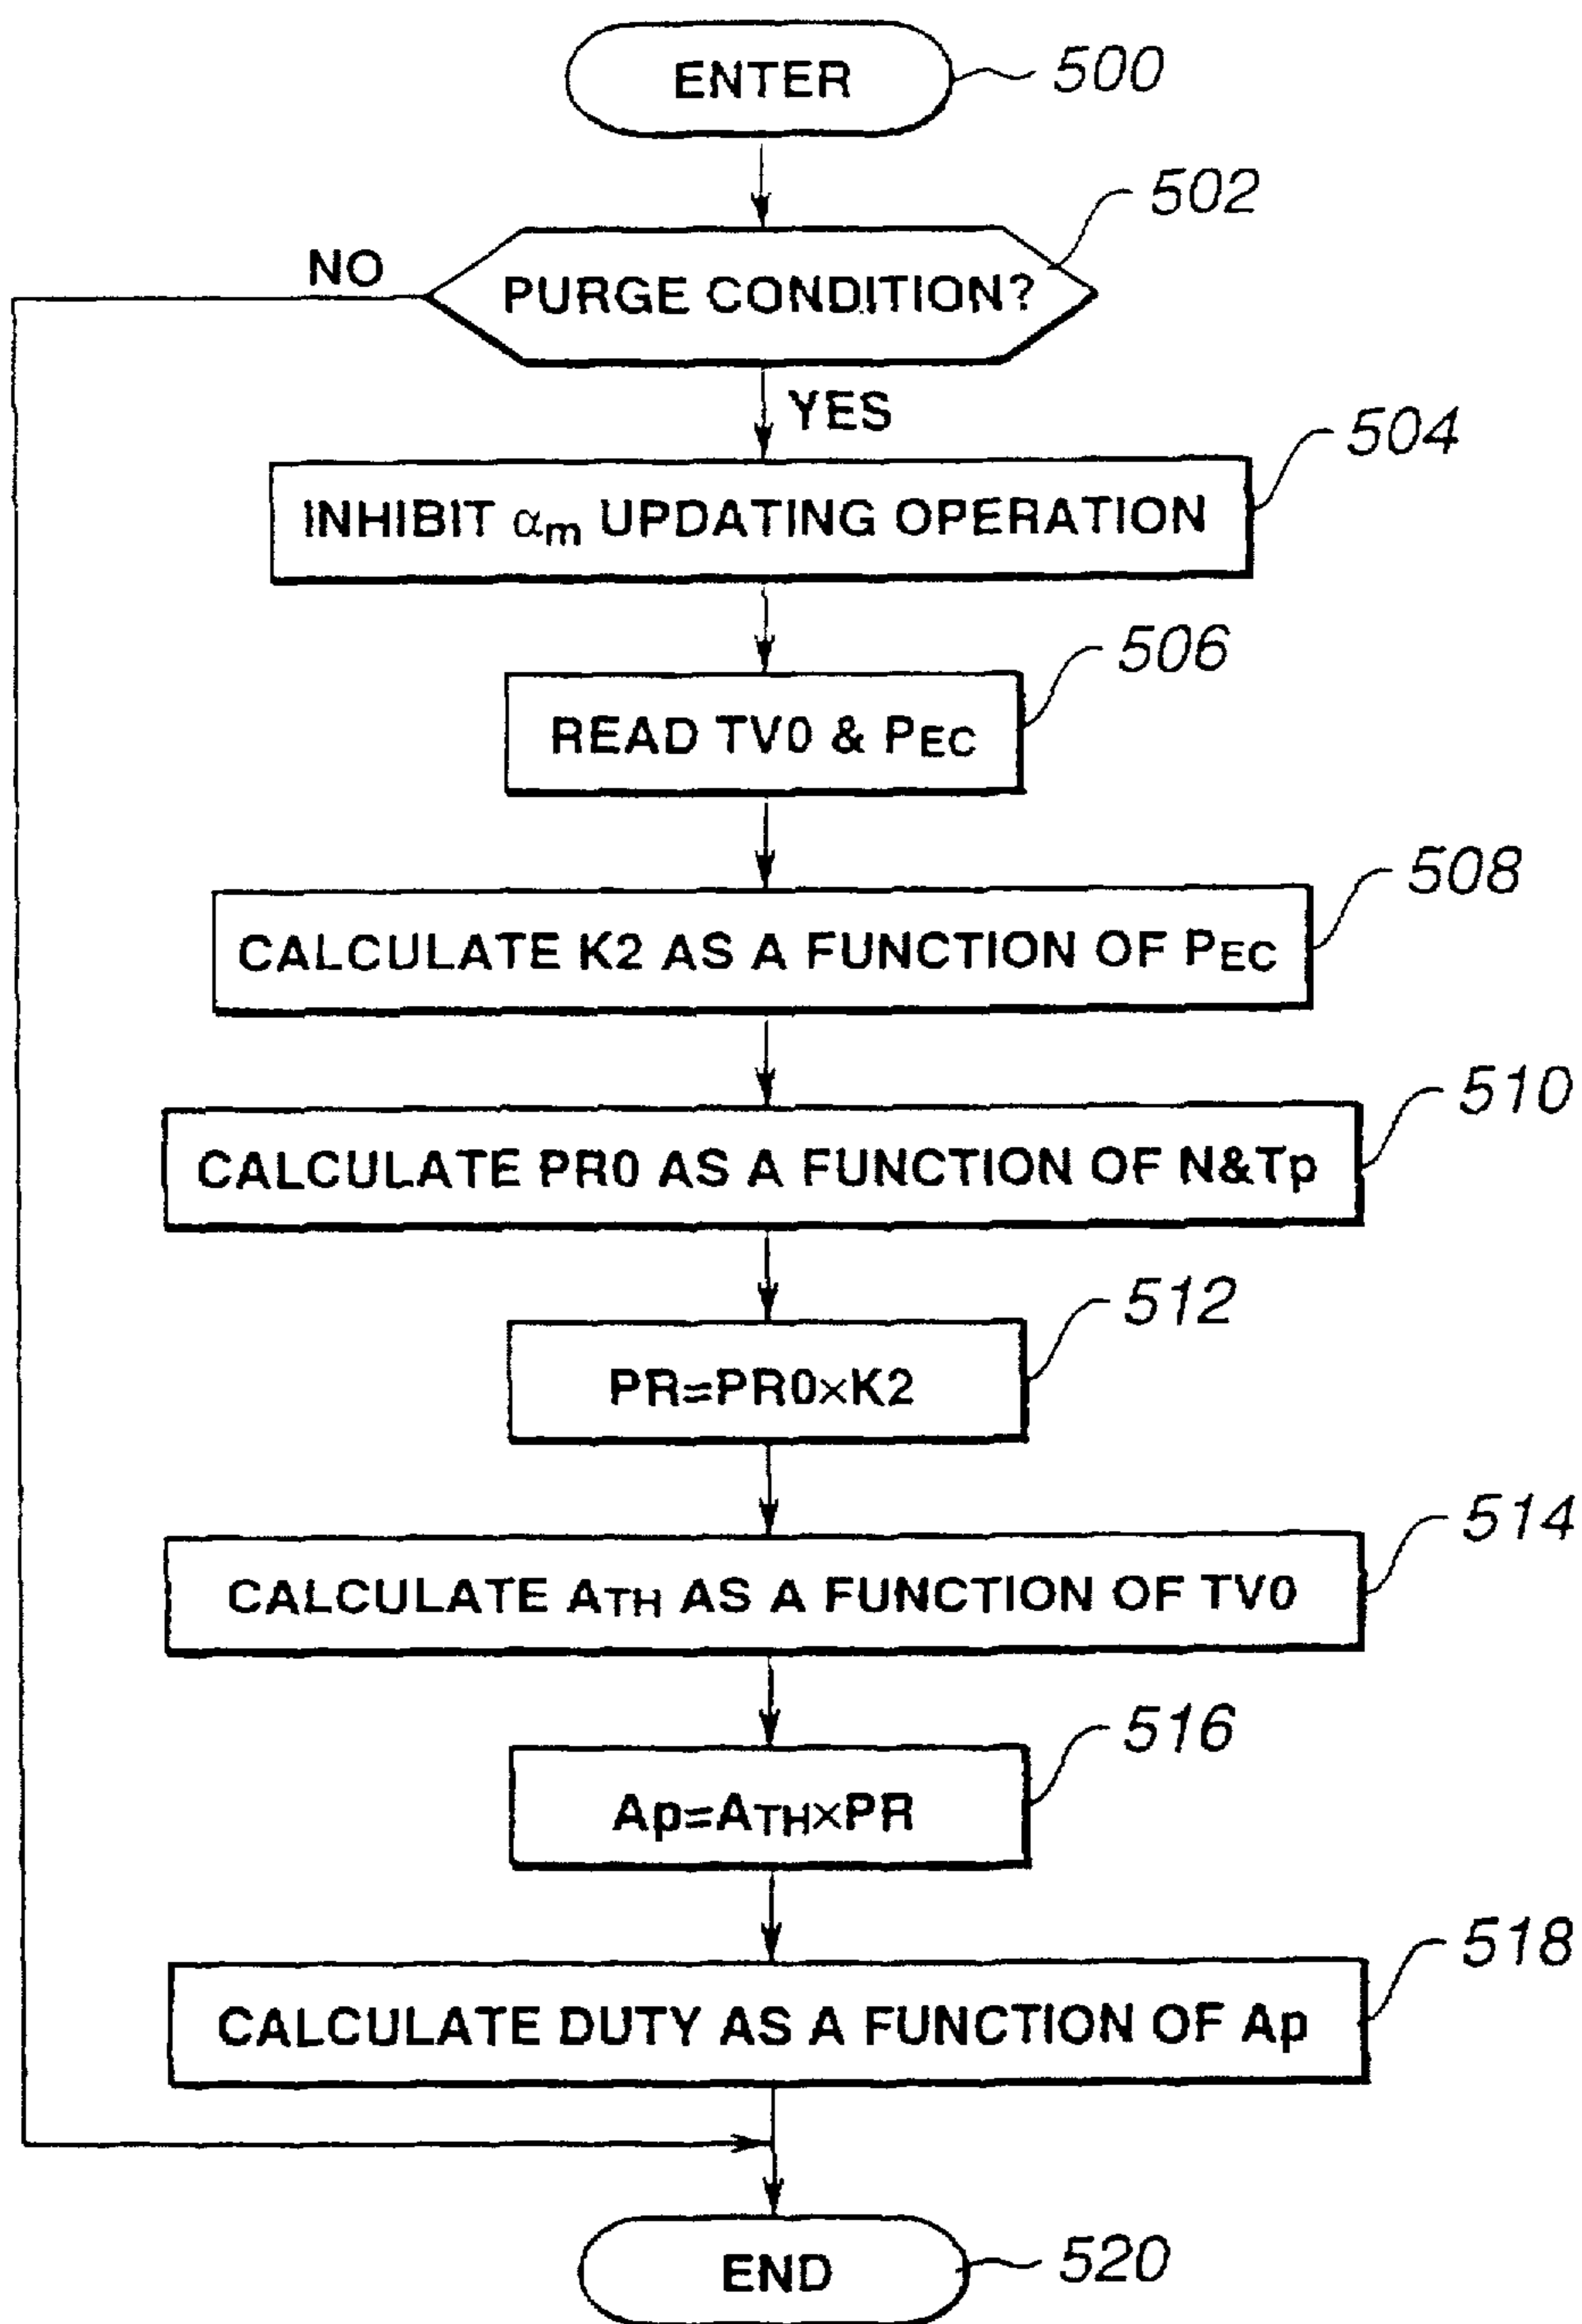 ENTER
500
502
NO
PURGE CONDITION?
YES
504
INHIBIT αm UPDATING OPERATION
506
READ TV0 & PEC
508
CALCULATE K2 AS A FUNCTION OF PEC
510
CALCULATE PR0 AS A FUNCTION OF N&Tp
512
PR=PR0×K2
514
CALCULATE ATH AS A FUNCTION OF TV0
516
Ap=ATH×PR
518
CALCULATE DUTY AS A FUNCTION OF Ap
END
520